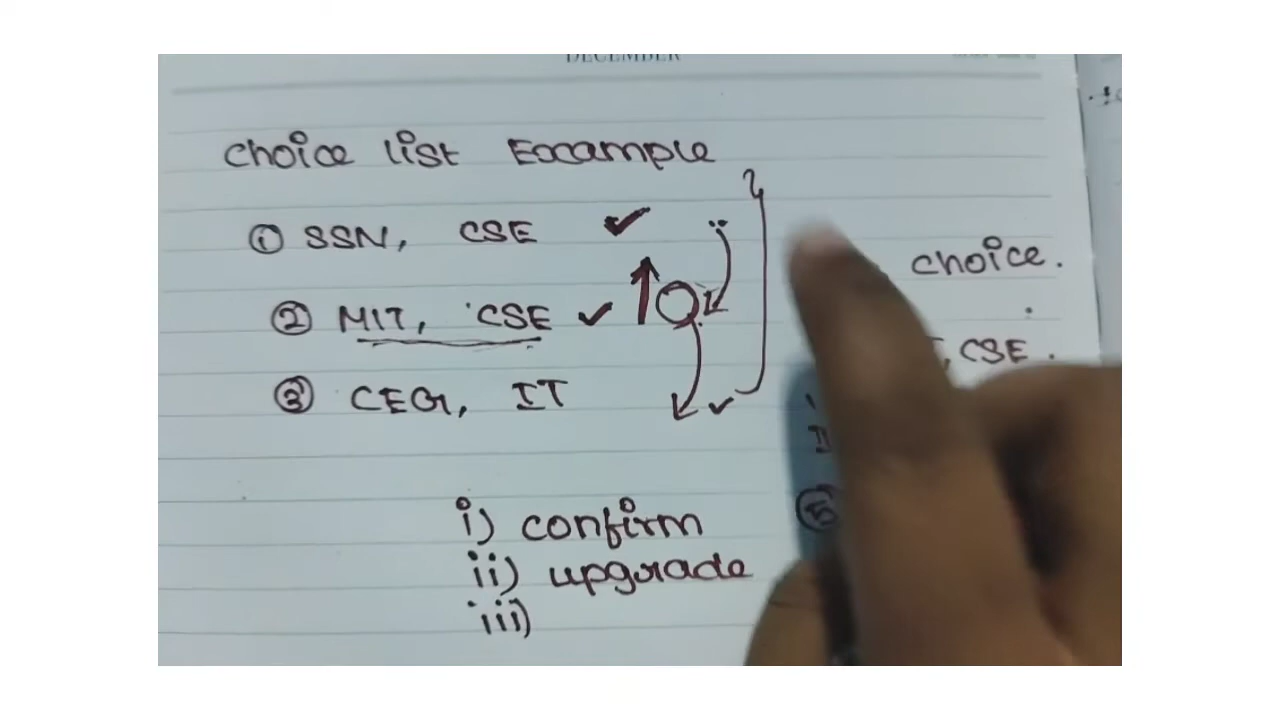 DECEMBER
choice list Example
① SSN, CSE ✓
② MIT, CSE ✓
③ CEG, IT ✓
choice.
, CSE.
⑤
i) confirm
ii) upgrade
iii)